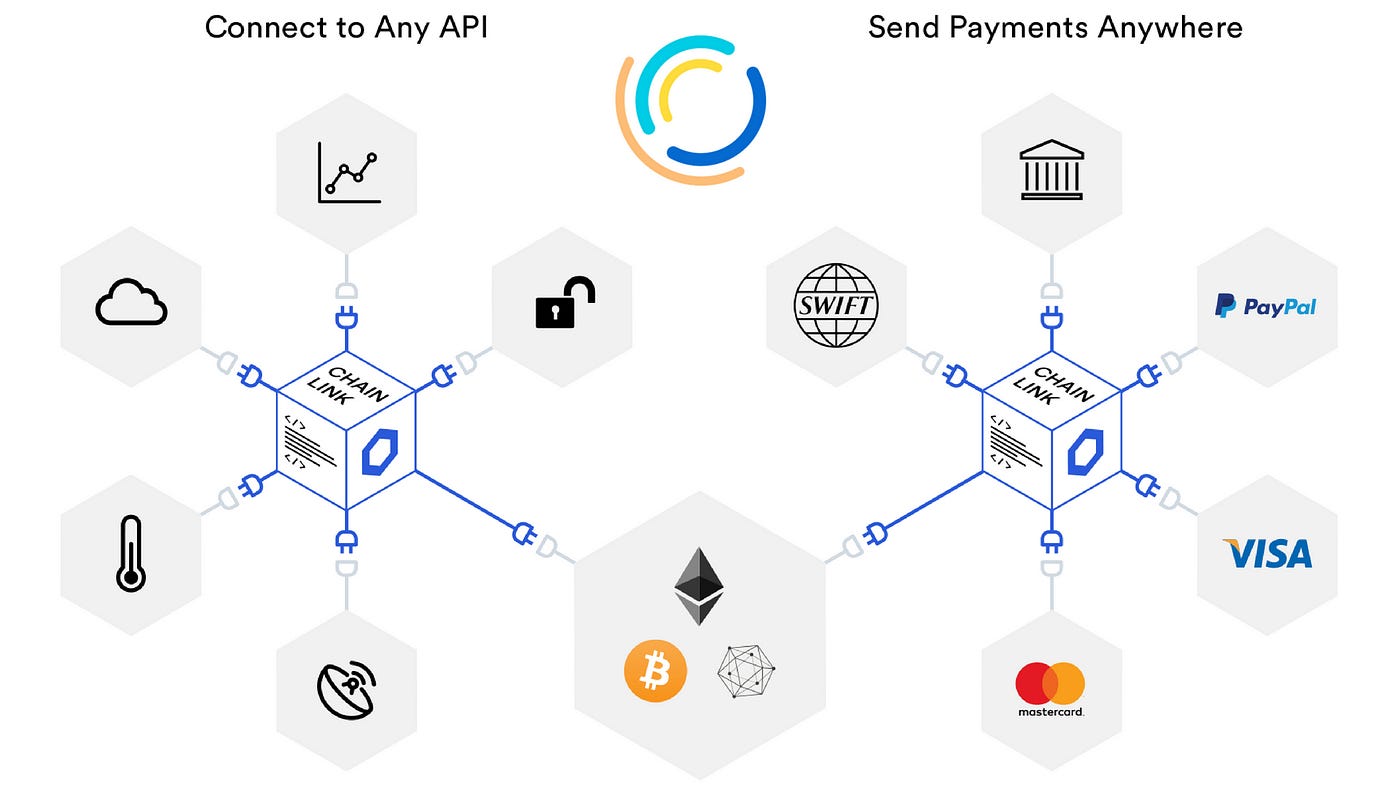 Connect to Any API
Send Payments Anywhere
SWIFT
PayPal
CHAIN
LINK
</>
</>
CHAIN
LINK
</>
</>
VISA
mastercard.